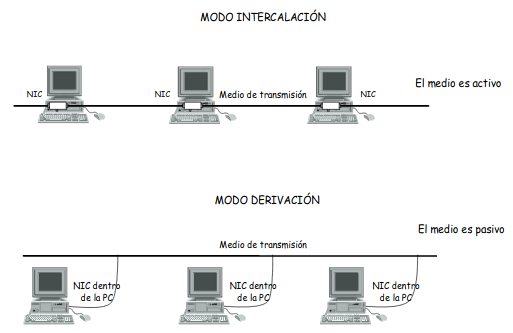 MODO INTERCALACIÓN
El medio es activo
NIC
NIC
Medio de transmisión
NIC
MODO DERIVACIÓN
El medio es pasivo
Medio de transmisión
NIC dentro
de la PC
NIC dentro
de la PC
NIC dentro
de la PC